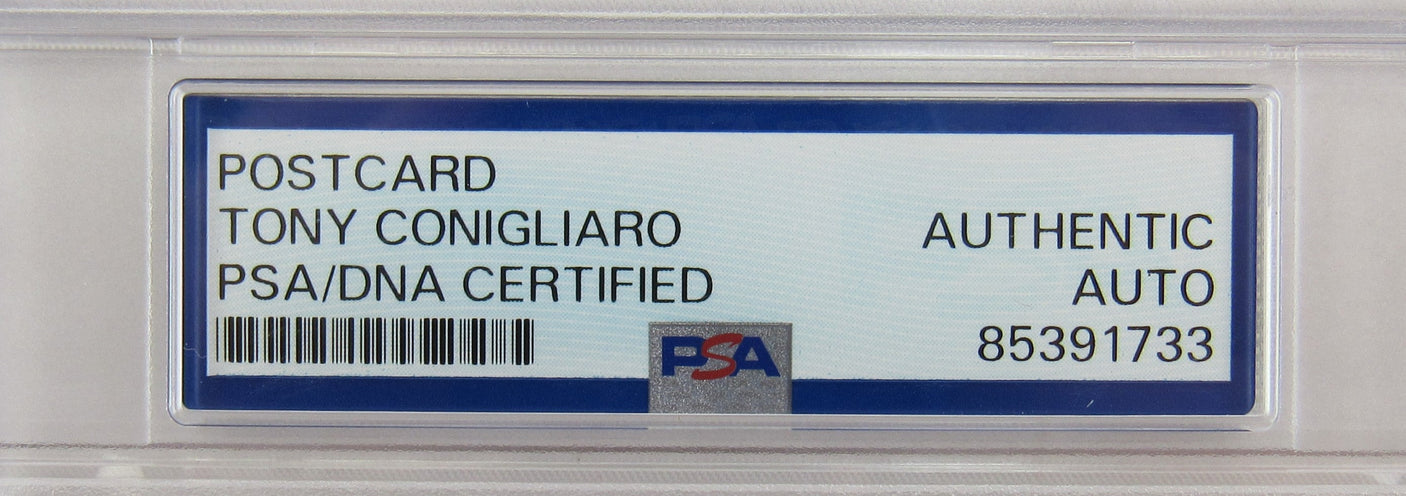 POSTCARD
TONY CONIGLIARO
PSA/DNA CERTIFIED
AUTHENTIC
AUTO
85391733
PSA